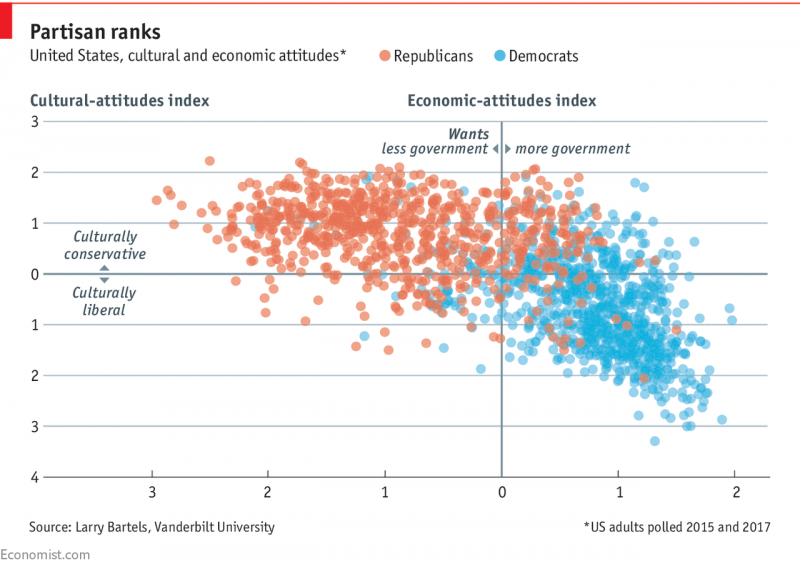 Partisan ranks
United States, cultural and economic attitudes*
Republicans
Democrats
Cultural-attitudes index
Economic-attitudes index
3
Wants
less government
more government
2
1
Culturally
conservative
0
Culturally
liberal
1
2
3
4
3
2
1
0
1
2
Source: Larry Bartels, Vanderbilt University
*US adults polled 2015 and 2017
Economist.com